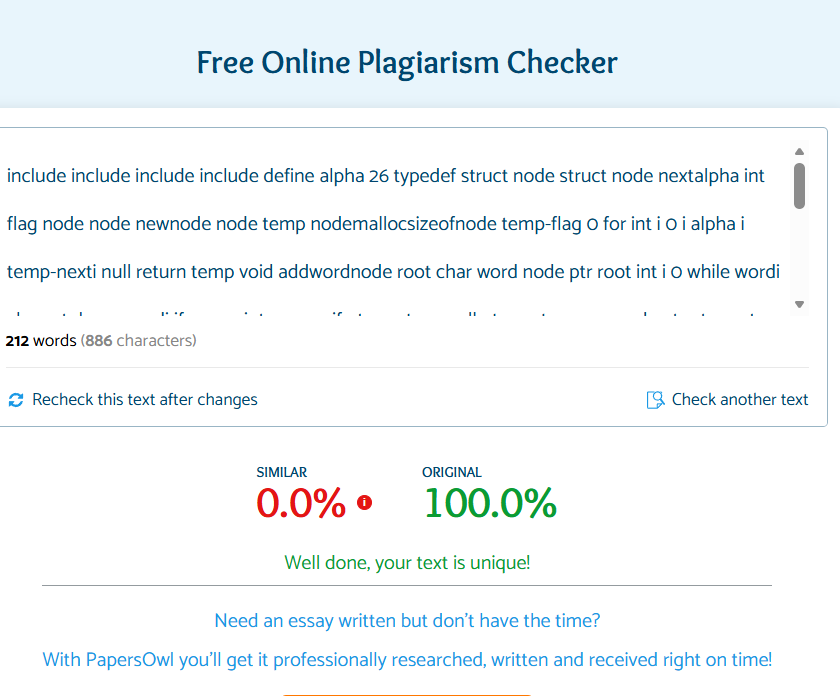 Free Online Plagiarism Checker
include include include include define alpha 26 typedef struct node struct node nextalpha int
flag node node newnode node temp nodemallocsizeofnode temp-flag 0 for int i 0 i alpha i
temp-nexti null return temp void addwordnode root char word node ptr root int i 0 while wordi
212 words (886 characters)
Recheck this text after changes
Check another text
SIMILAR
ORIGINAL
0.0%
100.0%
Well done, your text is unique!
Need an essay written but don't have the time?
With PapersOwl you'll get it professionally researched, written and received right on time!